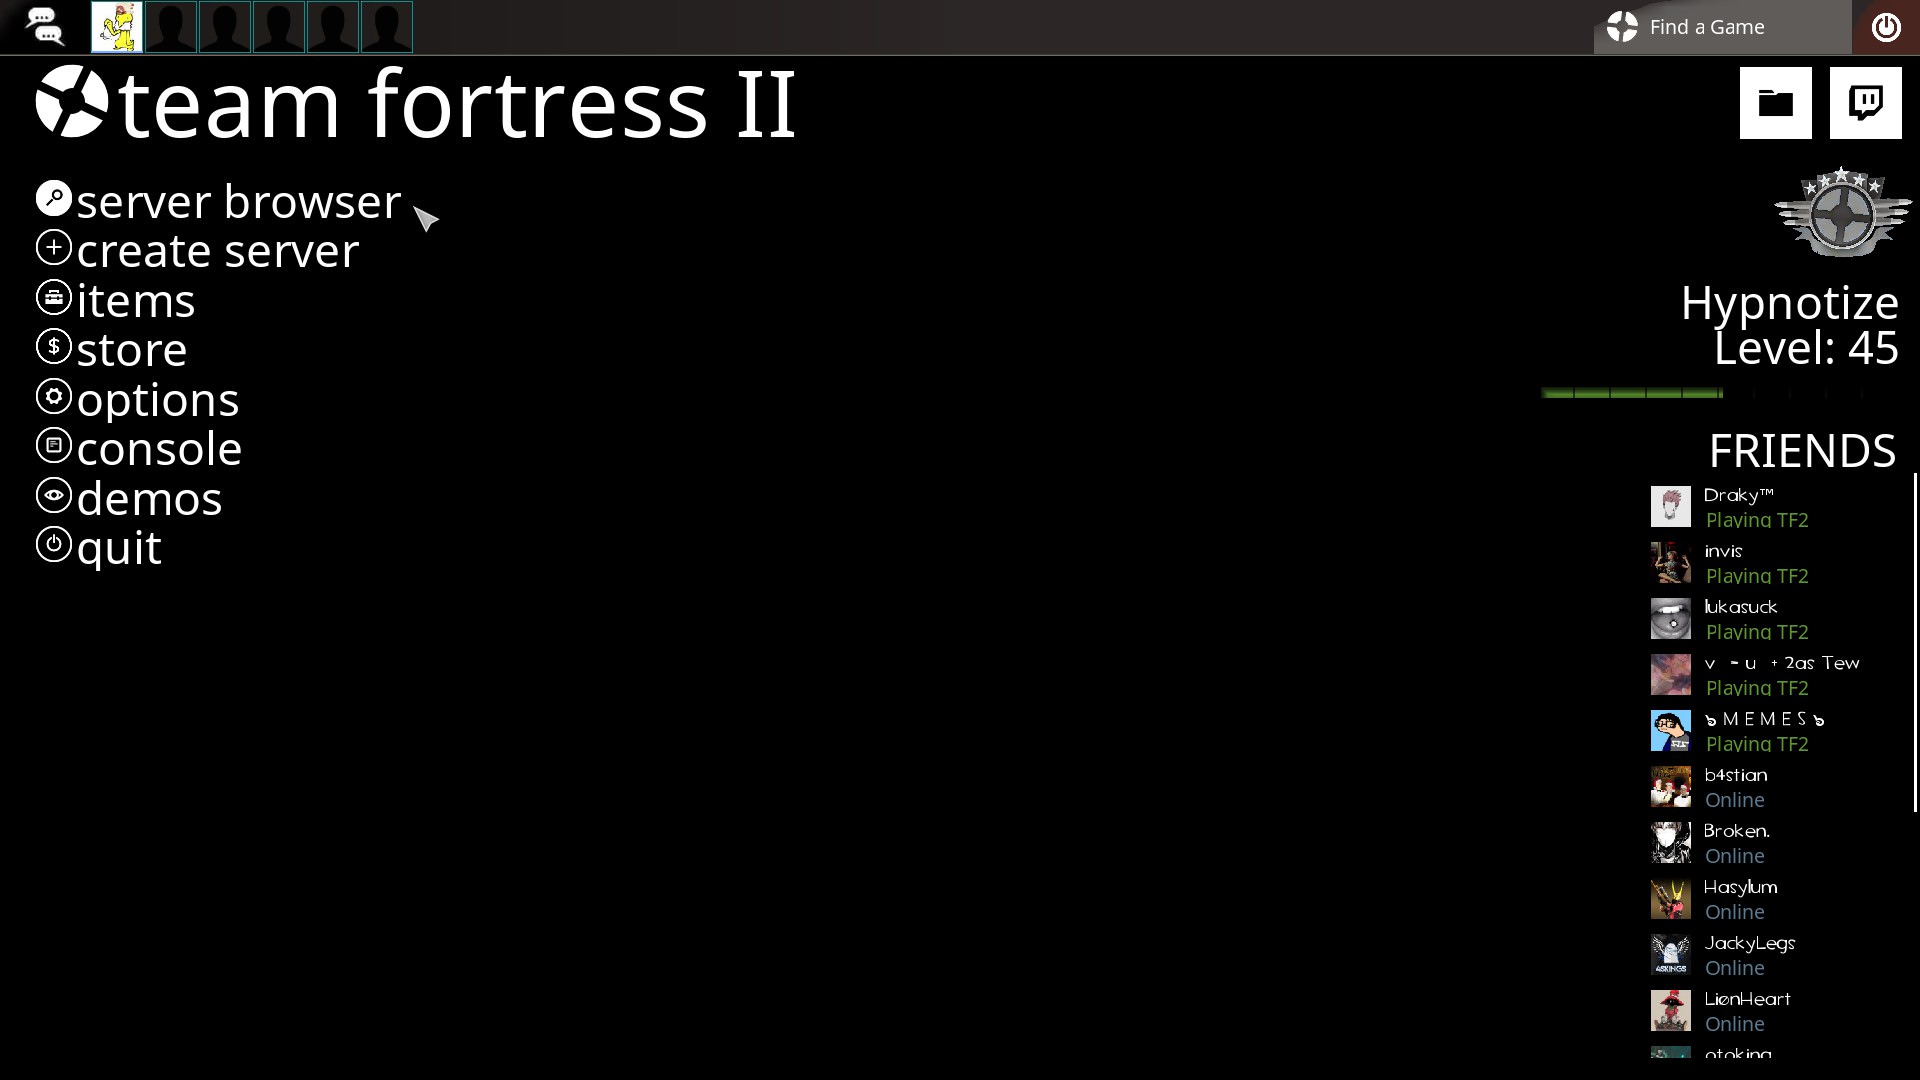 Find a Game
team fortress II
server browser
create server
items
store
options
console
demos
quit
Hypnotize
Level: 45
FRIENDS
Draky™
Playing TF2
invis
Playing TF2
lukasuck
Playing TF2
v - u + 2as Tew
Playing TF2
M E M E S
Playing TF2
b4stian
Online
Broken.
Online
Hasylum
Online
JackyLegs
Online
LiønHeart
Online